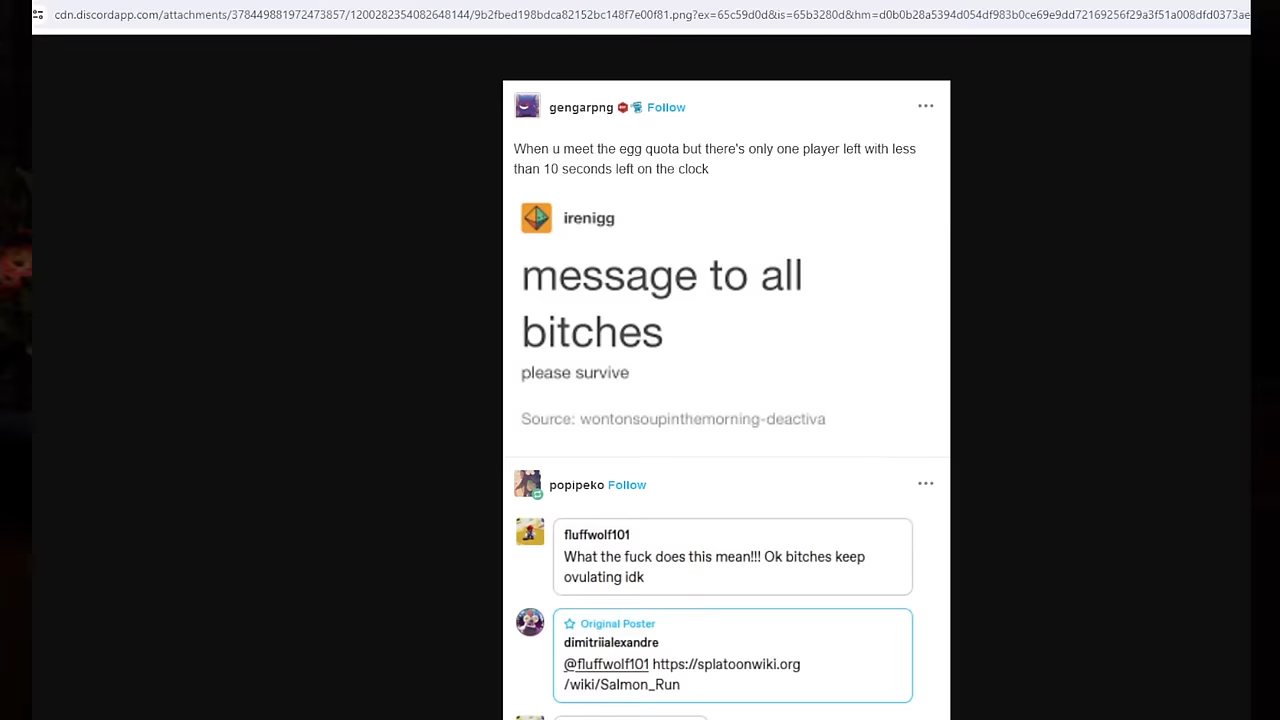 cdn.discordapp.com/attachments/378449881972473857/1200282354082648144/9b2fbed198bdca82152bc148f7e00f81.png?ex=65c59d0d&is=65b3280d&hm=d0b0b28a5394d054df983b0ce69e9dd72169256f29a3f51a008dfd0373ae
gengarpng Follow
When u meet the egg quota but there's only one player left with less
than 10 seconds left on the clock
irenigg
message to all
bitches
please survive
Source: wontonsoupinthemorning-deactiva
popipeko Follow
fluffwolf101
What the fuck does this mean!!! Ok bitches keep
ovulating idk
Original Poster
dimitriialexandre
@fluffwolf101 https://splatoonwiki.org
/wiki/Salmon_Run